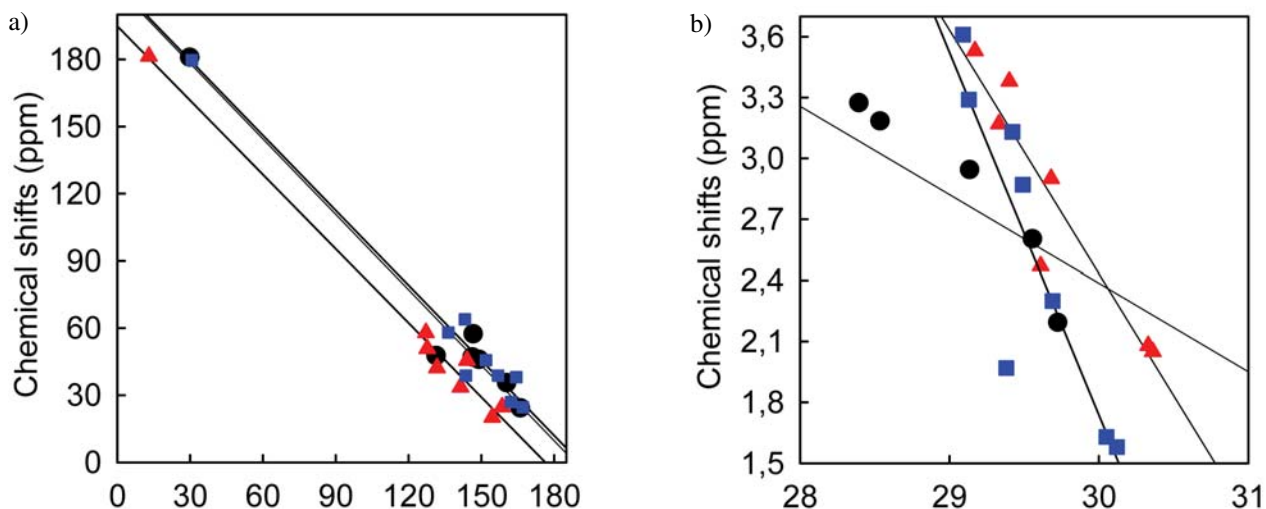 a)
Chemical shifts (ppm)
180
150
120
90
60
30
0
0 30 60 90 120 150 180
b)
Chemical shifts (ppm)
3,6
3,3
3,0
2,7
2,4
2,1
1,8
1,5
28 29 30 31